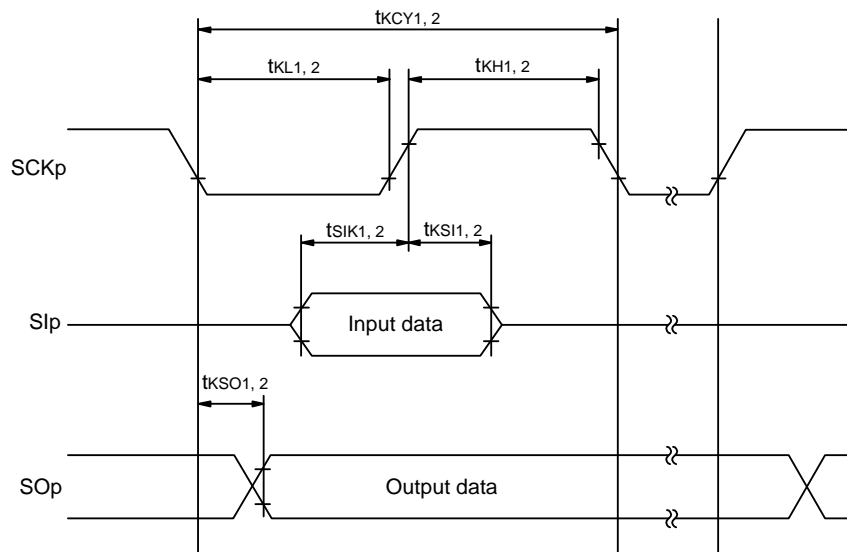 tKCY1, 2
tKL1, 2
tKH1, 2
SCKp
tSIK1, 2
tKSI1, 2
SIp
Input data
tKSO1, 2
SOp
Output data